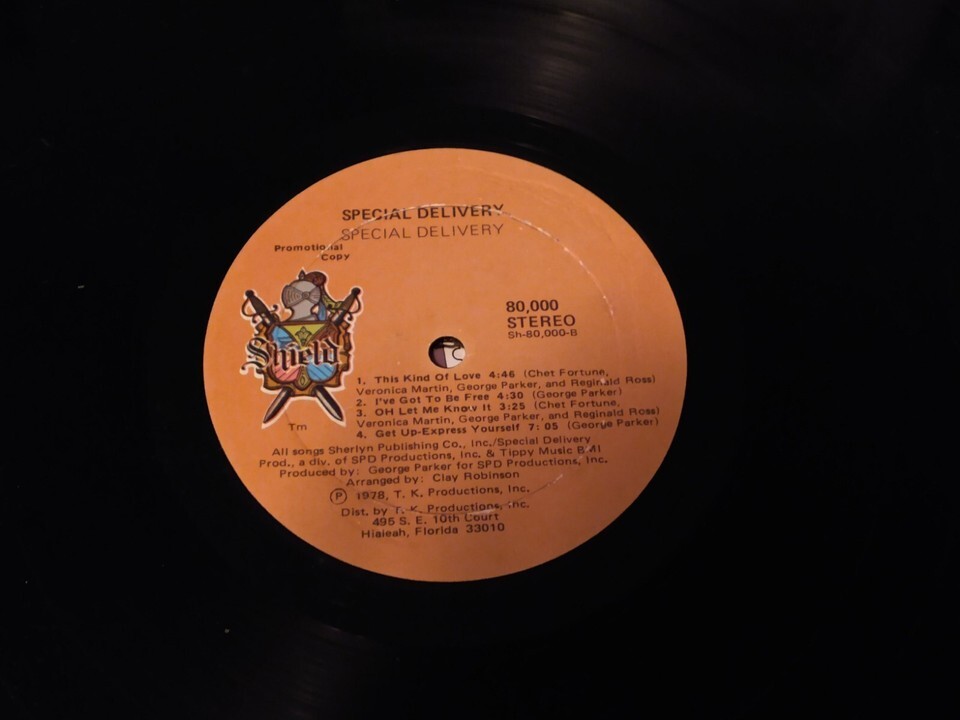 SPECIAL DELIVERY
SPECIAL DELIVERY
Promotional
Copy
80,000
STEREO
Sh-80,000-B
Shield
Tm
1. This Kind Of Love 4:46 (Chet Fortune,
Veronica Martin, George Parker, and Reginald Ross)
2. I've Got To Be Free 4:30 (George Parker)
3. OH Let Me Know It 3:25 (Chet Fortune,
Veronica Martin, George Parker, and Reginald Ross)
4. Get Up-Express Yourself 7:05 (George Parker)
All songs Sherlyn Publishing Co., Inc./Special Delivery
Prod., a div. of SPD Productions, Inc. & Tippy Music BMI
Produced by: George Parker for SPD Productions, Inc.
Arranged by: Clay Robinson
Ⓟ 1978, T. K. Productions, Inc.
Dist. by T. K. Productions, Inc.
495 S. E. 10th Court
Hialeah, Florida 33010